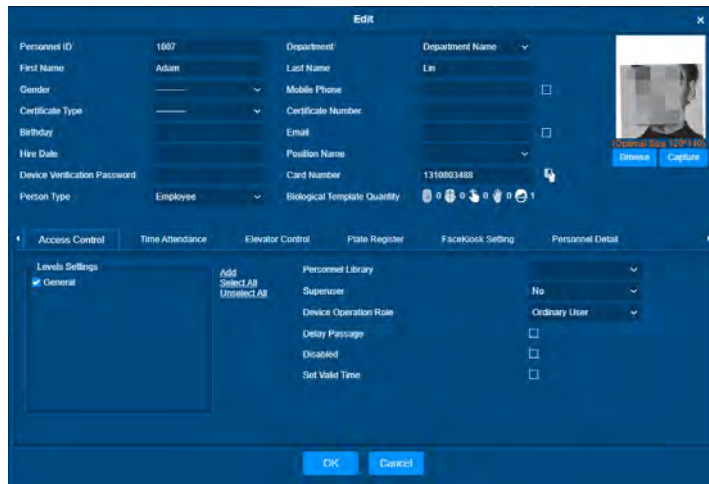 Edit
Personnel ID* 1007 Department* Department Name
First Name Adam Last Name Lin
Gender -------- Mobile Phone
Certificate Type -------- Certificate Number
Birthday Email
Hire Date Position Name
Device Verification Password Card Number 1310803488
Person Type Employee Biological Template Quantity 0 0 0 0 1
(Optimal Size 120*140)
Browse Capture
Access Control Time Attendance Elevator Control Plate Register FaceKiosk Setting Personnel Detail
Levels Settings
General
Add
Select All
Unselect All
Personnel Library
Superuser No
Device Operation Role Ordinary User
Delay Passage
Disabled
Set Valid Time
OK Cancel